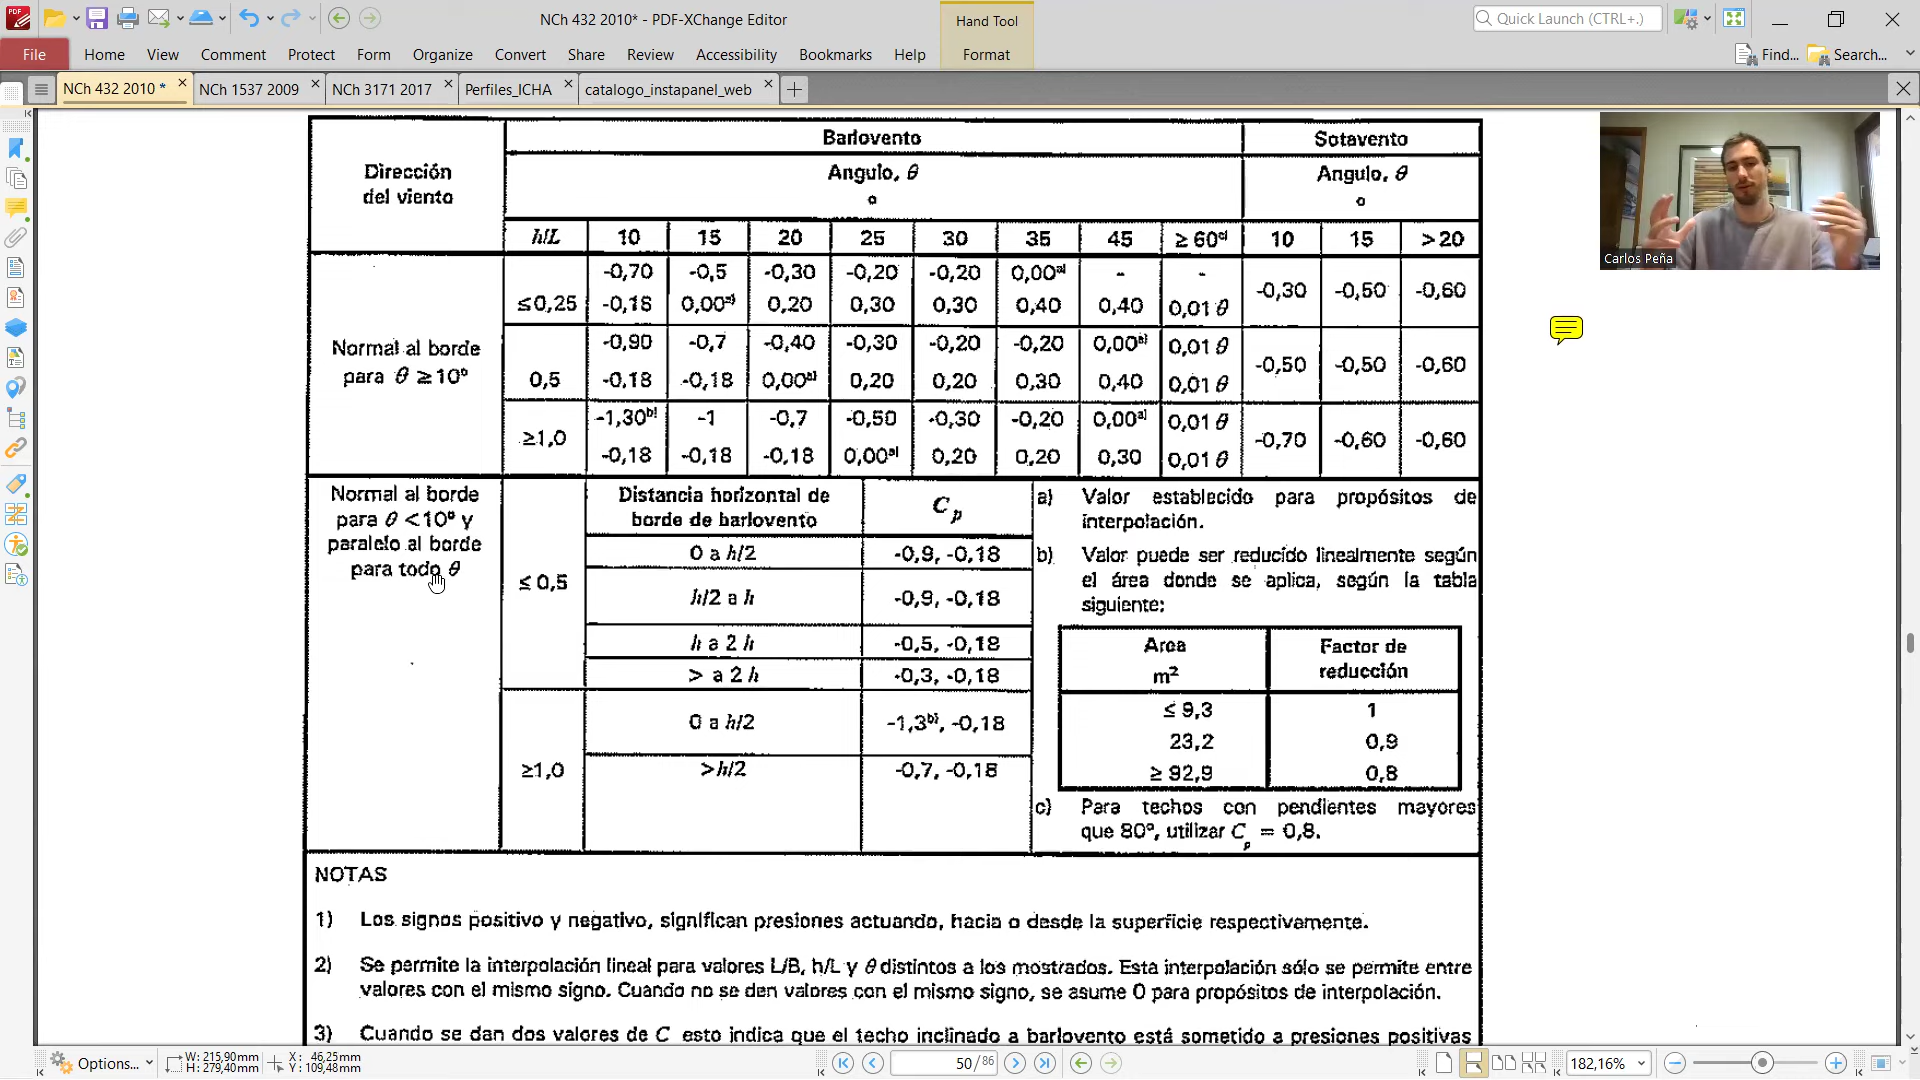 NCh 432 2010* - PDF-XChange Editor
Hand Tool
Quick Launch (CTRL+.)
File
Home
View
Comment
Protect
Form
Organize
Convert
Share
Review
Accessibility
Bookmarks
Help
Format
Find...
Search...
NCh 432 2010 *
NCh 1537 2009
NCh 3171 2017
Perfiles_ICHA
catalogo_instapanel_web
Dirección del viento Barlovento Sotavento
Angulo, θ Angulo, θ
o o
h/L 10 15 20 25 30 35 45 ≥ 60c) 10 15 >20
Normal al borde
para θ ≥ 10º
-0,70 -0,5 -0,30 -0,20 -0,20 0,00a) - -
≤ 0,25 -0,18 0,00a) 0,20 0,30 0,30 0,40 0,40 0,01 θ -0,30 -0,50 -0,60
-0,90 -0,7 -0,40 -0,30 -0,20 -0,20 0,00a) 0,01 θ
0,5 -0,18 -0,18 0,00a) 0,20 0,20 0,30 0,40 0,01 θ -0,50 -0,50 -0,60
-1,30b) -1 -0,7 -0,50 -0,30 -0,20 0,00a) 0,01 θ
≥1,0 -0,18 -0,18 -0,18 0,00a) 0,20 0,20 0,30 0,01 θ -0,70 -0,60 -0,60
Normal al borde
para θ < 10º y
paralelo al borde
para todo θ
Distancia horizontal de
borde de barlovento
Cp
≤ 0,5
0 a h/2 -0,9, -0,18
h/2 a h -0,9, -0,18
h a 2 h -0,5, -0,18
> a 2 h -0,3, -0,18
≥1,0
0 a h/2 -1,3b), -0,18
>h/2 -0,7, -0,18
a) Valor establecido para propósitos de
interpolación.
b) Valor puede ser reducido linealmente según
el área donde se aplica, según la tabla
siguiente:
Area
m²
Factor de
reducción
≤ 9,3 1
23,2 0,9
≥ 92,9 0,8
c) Para techos con pendientes mayores
que 80º, utilizar Cp = 0,8.
NOTAS
1) Los signos positivo y negativo, significan presiones actuando, hacia o desde la superficie respectivamente.
2) Se permite la interpolación lineal para valores L/B, h/L y θ distintos a los mostrados. Esta interpolación sólo se permite entre
valores con el mismo signo. Cuando no se den valores con el mismo signo, se asume 0 para propósitos de interpolación.
3) Cuando se dan dos valores de C esto indica que el techo inclinado a barlovento está sometido a presiones positivas
Carlos Peña
Options...
W: 215,90mm
H: 279,40mm
X: 46,25mm
Y: 109,48mm
50 / 86
182,16%